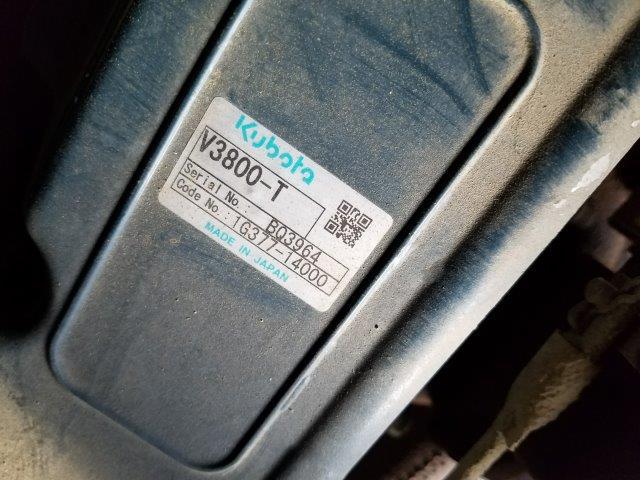 Kubota
V3800-T
Serial No.: BQ3964
Code No.: 1G377-14000
MADE IN JAPAN